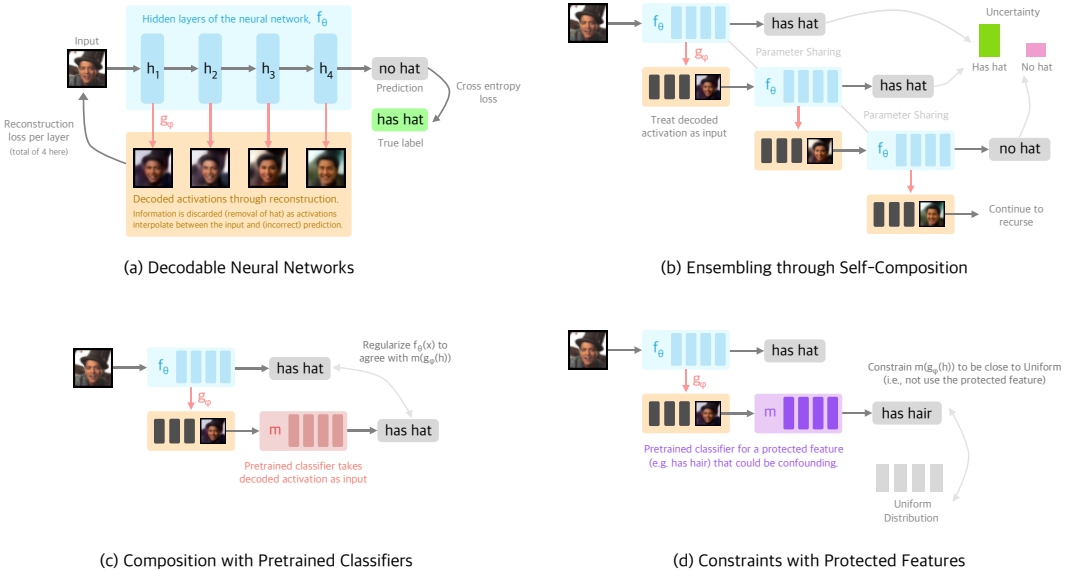 Hidden layers of the neural network, fθ
Input
h1
h2
h3
h4
no hat
Prediction
Cross entropy
loss
has hat
True label
gφ
Reconstruction
loss per layer
(total of 4 here)
Decoded activations through reconstruction.
Information is discarded (removal of hat) as activations
interpolate between the input and (incorrect) prediction.
(a) Decodable Neural Networks
fθ
has hat
Uncertainty
gφ
Parameter Sharing
Has hat
No hat
fθ
has hat
Treat decoded
activation as input
Parameter Sharing
fθ
no hat
Continue to
recurse
(b) Ensembling through Self-Composition
Regularize fθ(x) to
agree with m(gφ(h))
fθ
has hat
gφ
m
has hat
Pretrained classifier takes
decoded activation as input
(c) Composition with Pretrained Classifiers
fθ
has hat
gφ
Constrain m(gφ(h)) to be close to Uniform
(i.e., not use the protected feature)
m
has hair
Pretrained classifier for a protected feature
(e.g. has hair) that could be confounding.
Uniform
Distribution
(d) Constraints with Protected Features